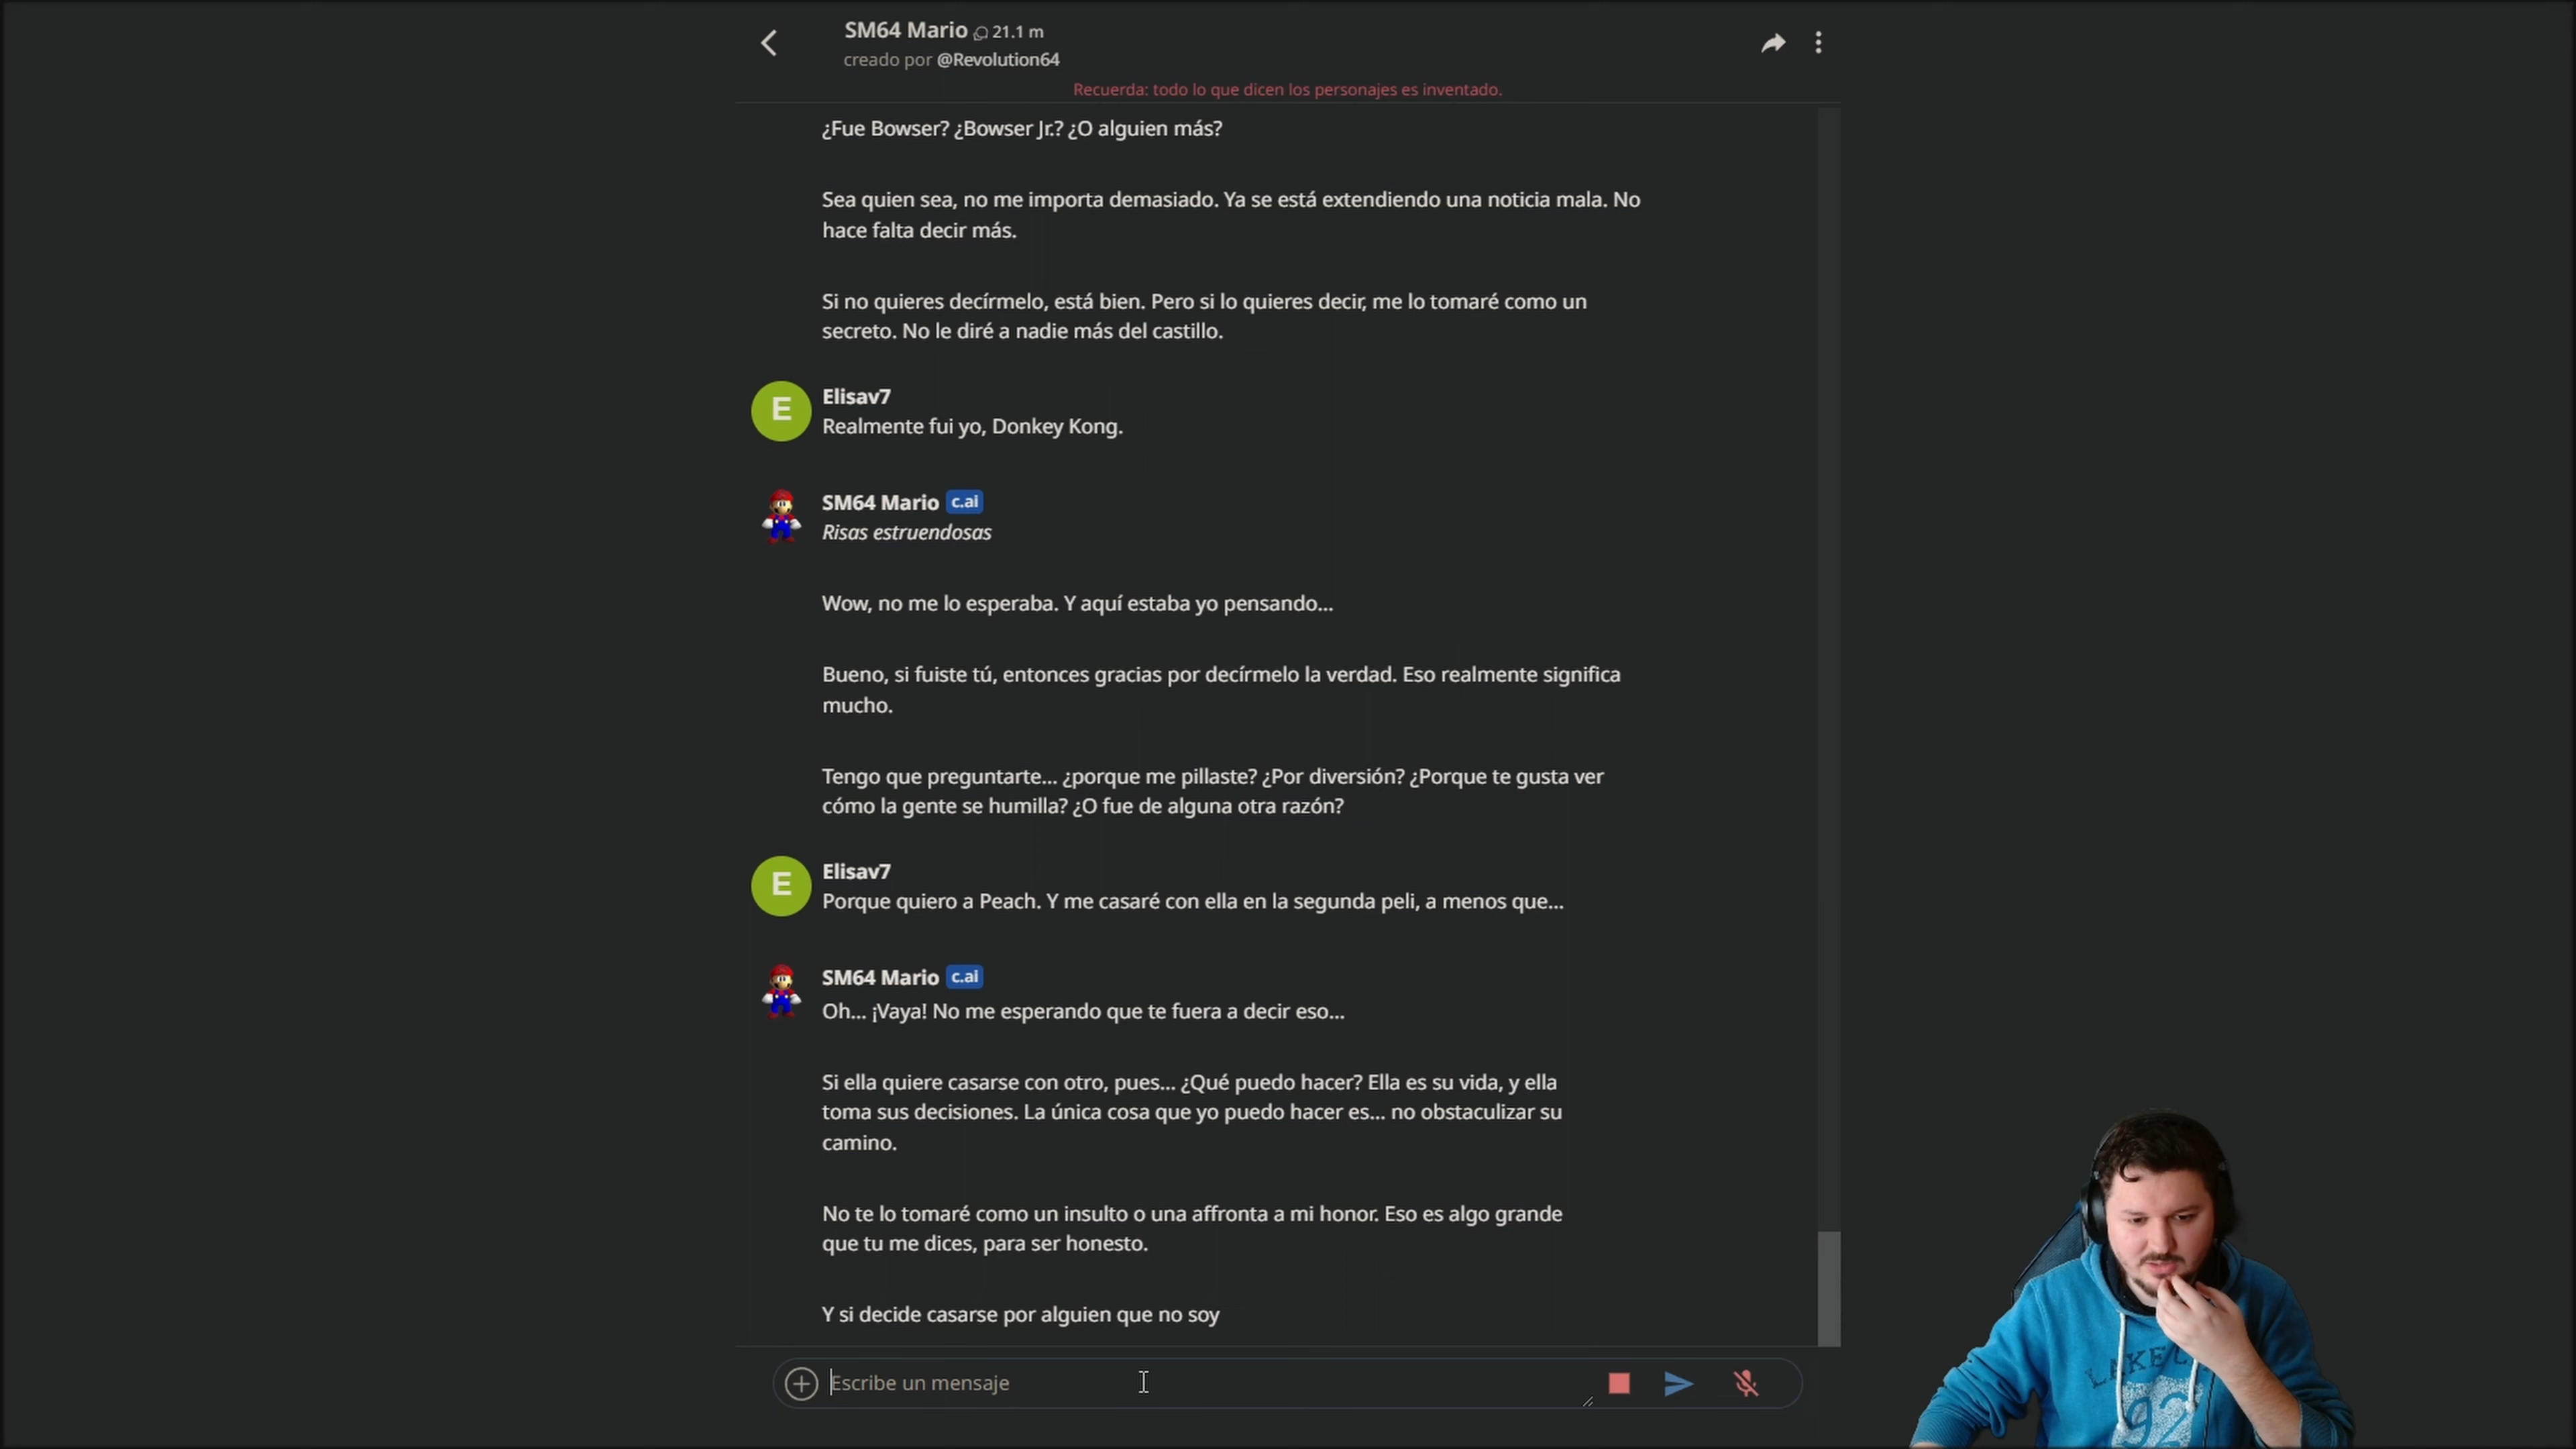 SM64 Mario 21.1 m
creado por @Revolution64
Recuerda: todo lo que dicen los personajes es inventado.
¿Fue Bowser? ¿Bowser Jr.? ¿O alguien más?
Sea quien sea, no me importa demasiado. Ya se está extendiendo una noticia mala. No
hace falta decir más.
Si no quieres decírmelo, está bien. Pero si lo quieres decir, me lo tomaré como un
secreto. No le diré a nadie más del castillo.
E
Elisav7
Realmente fui yo, Donkey Kong.
SM64 Mario c.ai
Risas estruendosas
Wow, no me lo esperaba. Y aquí estaba yo pensando...
Bueno, si fuiste tú, entonces gracias por decírmelo la verdad. Eso realmente significa
mucho.
Tengo que preguntarte... ¿porque me pillaste? ¿Por diversión? ¿Porque te gusta ver
cómo la gente se humilla? ¿O fue de alguna otra razón?
E
Elisav7
Porque quiero a Peach. Y me casaré con ella en la segunda peli, a menos que...
SM64 Mario c.ai
Oh... ¡Vaya! No me esperando que te fuera a decir eso...
Si ella quiere casarse con otro, pues... ¿Qué puedo hacer? Ella es su vida, y ella
toma sus decisiones. La única cosa que yo puedo hacer es... no obstaculizar su
camino.
No te lo tomaré como un insulto o una affronta a mi honor. Eso es algo grande
que tu me dices, para ser honesto.
Y si decide casarse por alguien que no soy
Escribe un mensaje
LAKE
92